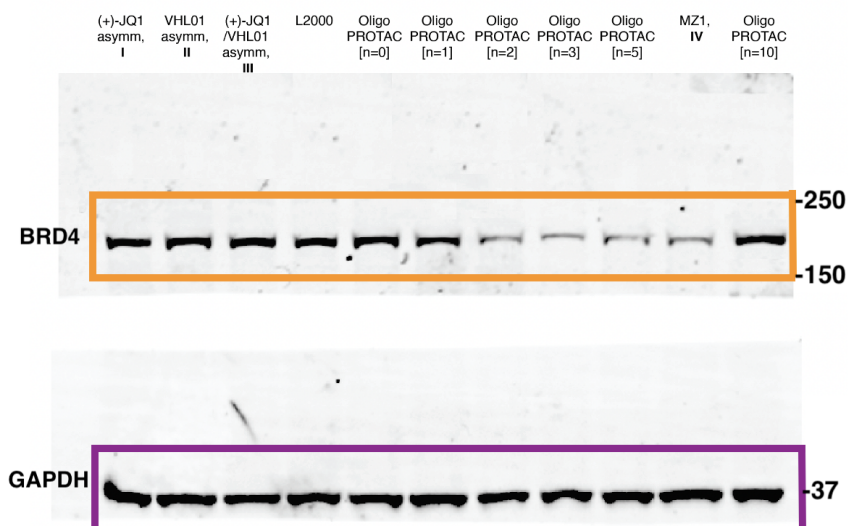 (+)-JQ1
asymm,
I
VHL01
asymm,
II
(+)-JQ1
/VHL01
asymm,
III
L2000
Oligo
PROTAC
[n=0]
Oligo
PROTAC
[n=1]
Oligo
PROTAC
[n=2]
Oligo
PROTAC
[n=3]
Oligo
PROTAC
[n=5]
MZ1,
IV
Oligo
PROTAC
[n=10]
-250
BRD4
-150
GAPDH
-37